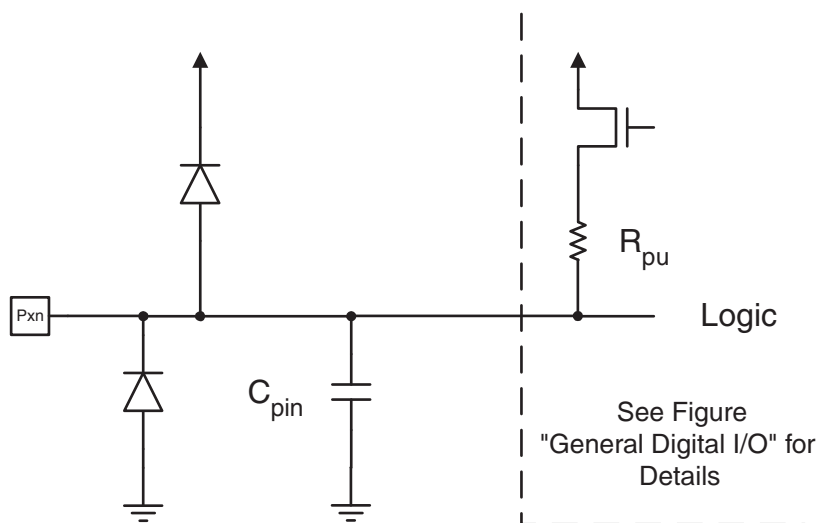 R_pu
Pxn
Logic
C_pin
See Figure
"General Digital I/O" for
Details